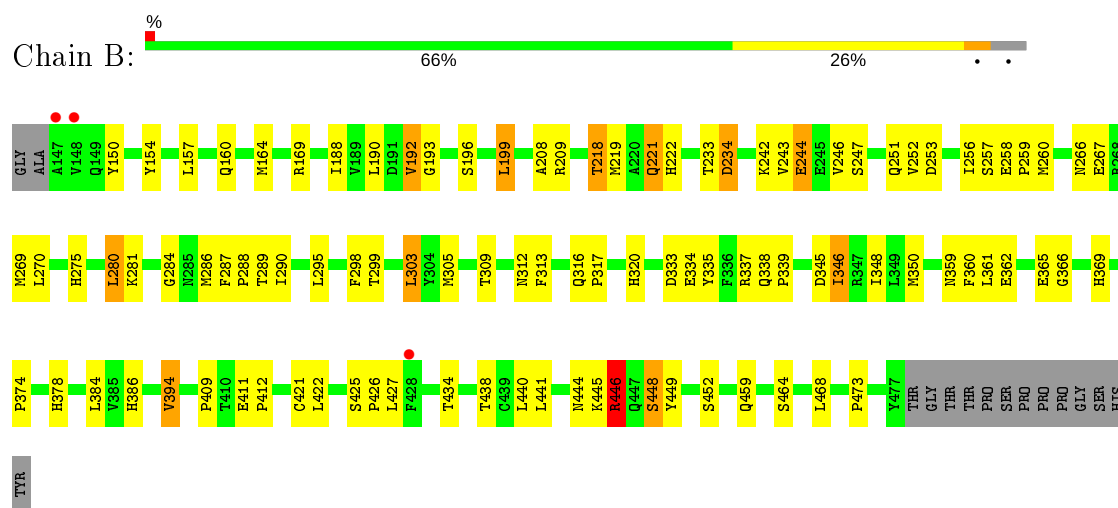 %
Chain B:
66% 26% • •
GLY ALA A147 V148 Q149 Y150 Y154 L157 Q160 M164 R169 I188 V189 L190 D191 V192 G193 S196 L199 A208 R209 T218 M219 A220 Q221 H222 T233 D234 K242 V243 E244 E245 V246 S247 Q251 V252 D253 I256 S257 E258 P259 M260 N266 E267 R268
M269 L270 H275 L280 K281 G284 N285 M286 F287 P288 T289 I290 L295 F298 T299 L303 Y304 M305 T309 N312 F313 Q316 P317 H320 D333 E334 Y335 F336 R337 Q338 P339 D345 I346 R347 I348 L349 M350 N359 F360 L361 E362 E365 G366 H369
P374 H378 L384 V385 H386 V394 P409 T410 E411 P412 C421 L422 S425 P426 L427 F428 T434 T438 C439 L440 L441 N444 K445 R446 Q447 S448 Y449 S452 Q459 S464 L468 P473 Y477 THR GLY THR THR PRO SER PRO PRO PRO GLY SER HIS
TYR